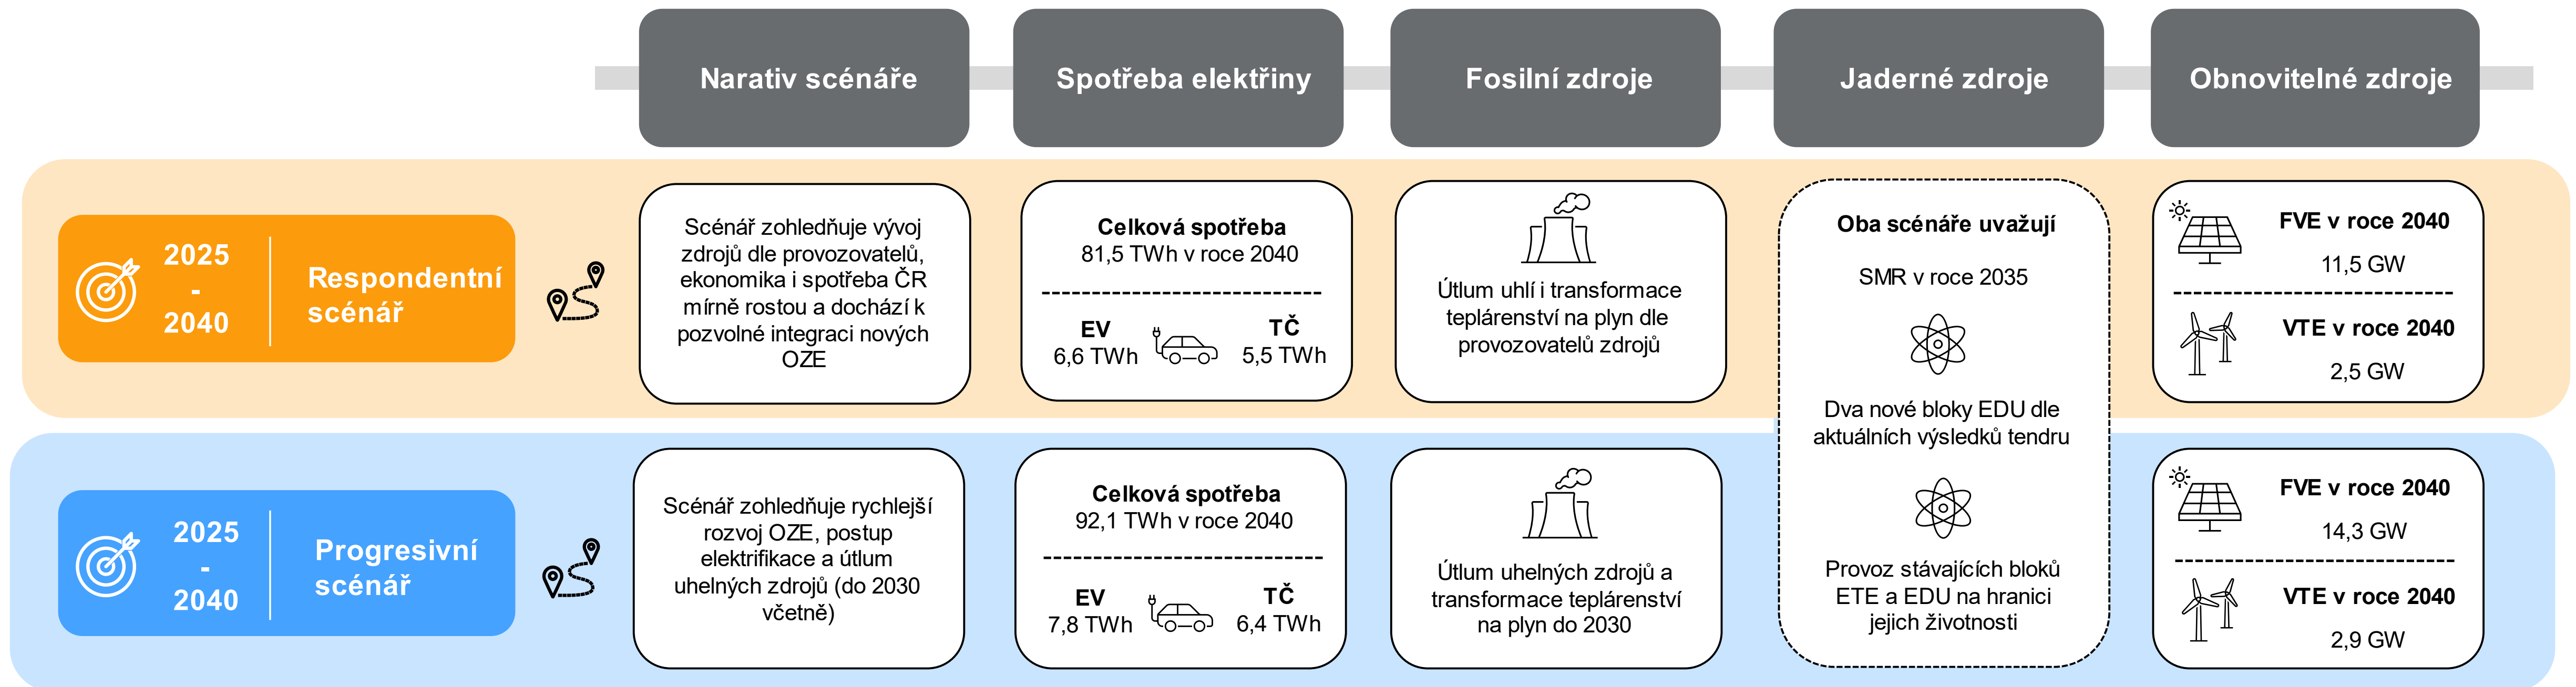 Narativ scénáře
Spotřeba elektřiny
Fosilní zdroje
Jaderné zdroje
Obnovitelné zdroje
2025
-
2040
Respondentní
scénář
Scénář zohledňuje vývoj
zdrojů dle provozovatelů,
ekonomika i spotřeba ČR
mírně rostou a dochází k
pozvolné integraci nových
OZE
Celková spotřeba
81,5 TWh v roce 2040
EV
6,6 TWh
TČ
5,5 TWh
Útlum uhlí i transformace
teplárenství na plyn dle
provozovatelů zdrojů
Oba scénáře uvažují
SMR v roce 2035
Dva nové bloky EDU dle
aktuálních výsledků tendru
Provoz stávajících bloků
ETE a EDU na hranici
jejich životnosti
FVE v roce 2040
11,5 GW
VTE v roce 2040
2,5 GW
2025
-
2040
Progresivní
scénář
Scénář zohledňuje rychlejší
rozvoj OZE, postup
elektrifikace a útlum
uhelných zdrojů (do 2030
včetně)
Celková spotřeba
92,1 TWh v roce 2040
EV
7,8 TWh
TČ
6,4 TWh
Útlum uhelných zdrojů a
transformace teplárenství
na plyn do 2030
FVE v roce 2040
14,3 GW
VTE v roce 2040
2,9 GW